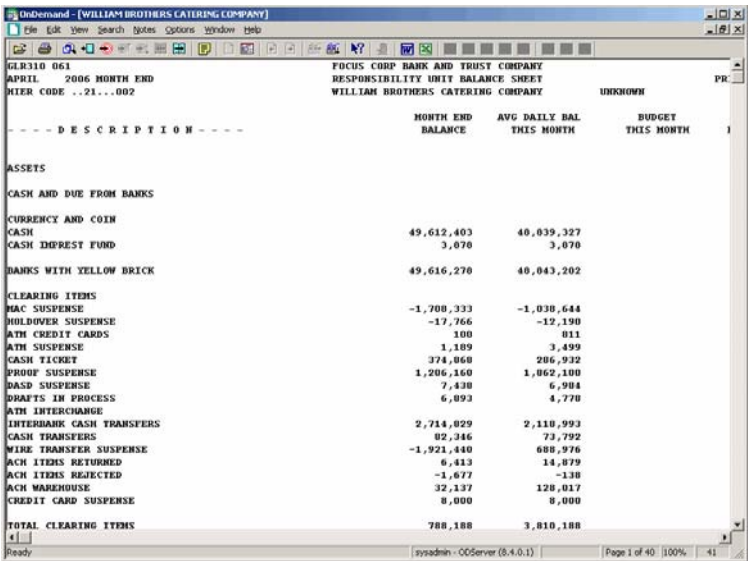 OnDemand - [WILLIAM BROTHERS CATERING COMPANY]
File Edit View Search Notes Options Window Help
GLR310 061 FOCUS CORP BANK AND TRUST COMPANY
APRIL 2006 MONTH END RESPONSIBILITY UNIT BALANCE SHEET PR
HIER CODE ..21...002 WILLIAM BROTHERS CATERING COMPANY UNKNOWN
MONTH END AVG DAILY BAL BUDGET
- - - - D E S C R I P T I O N - - - - BALANCE THIS MONTH THIS MONTH
ASSETS
CASH AND DUE FROM BANKS
CURRENCY AND COIN
CASH 49,612,403 40,039,327
CASH IMPREST FUND 3,870 3,870
BANKS WITH YELLOW BRICK 49,616,270 40,043,202
CLEARING ITEMS
MAC SUSPENSE -1,708,333 -1,038,644
HOLDOVER SUSPENSE -17,766 -12,190
ATM CREDIT CARDS 100 811
ATM SUSPENSE 1,189 3,499
CASH TICKET 374,060 206,932
PROOF SUSPENSE 1,206,160 1,062,100
DASD SUSPENSE 7,430 6,984
DRAFTS IN PROCESS 6,893 4,770
ATM INTERCHANGE
INTERBANK CASH TRANSFERS 2,714,029 2,110,993
CASH TRANSFERS 82,346 73,792
WIRE TRANSFER SUSPENSE -1,921,440 688,976
ACH ITEMS RETURNED 6,413 14,879
ACH ITEMS REJECTED -1,677 -138
ACH WAREHOUSE 32,137 128,017
CREDIT CARD SUSPENSE 8,000 8,000
TOTAL CLEARING ITEMS 788,188 3,810,188
Ready sysadmin - ODServer (8.4.0.1) Page 1 of 40 100% 41